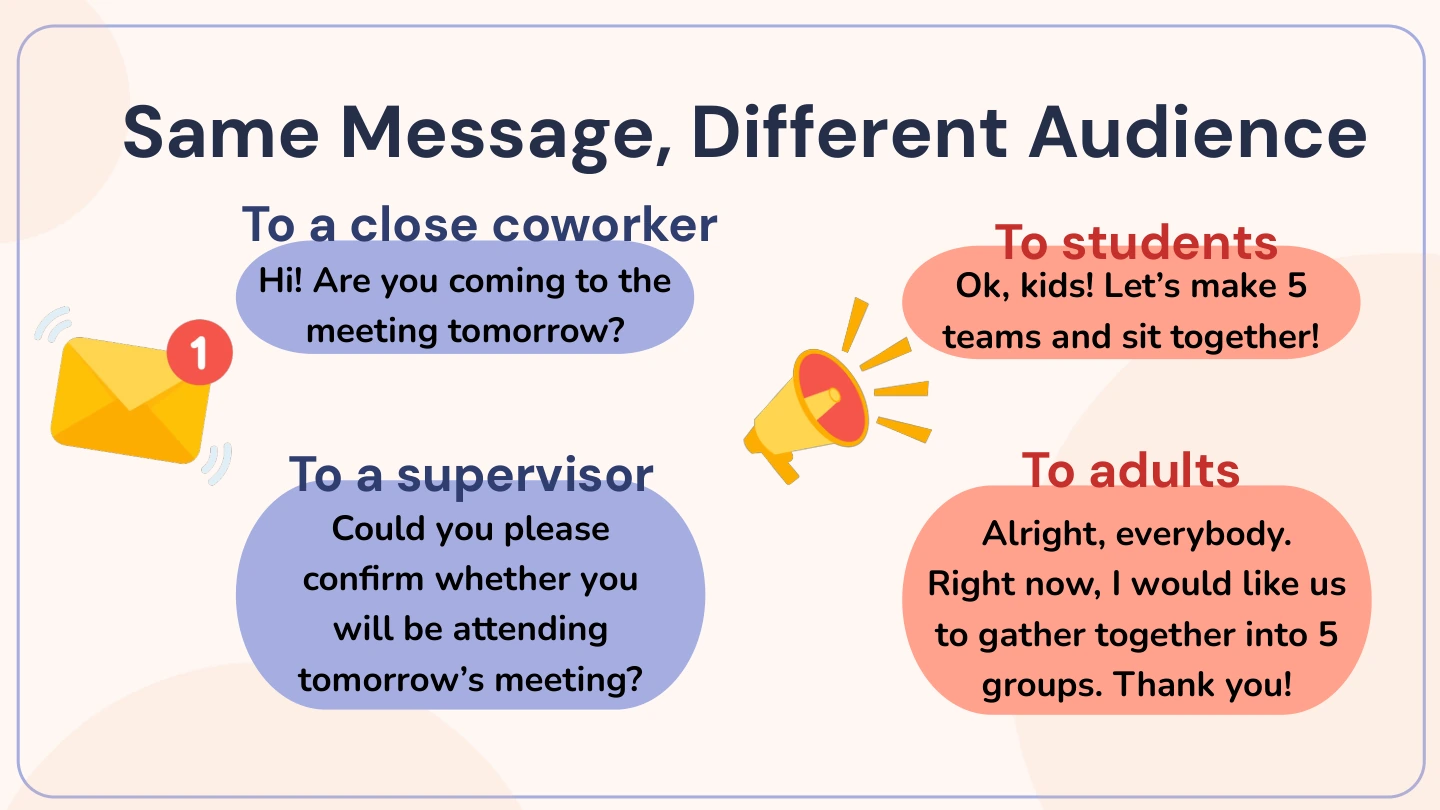 Same Message, Different Audience
To a close coworker
Hi! Are you coming to the
meeting tomorrow?
1
To a supervisor
Could you please
confirm whether you
will be attending
tomorrow’s meeting?
To students
Ok, kids! Let’s make 5
teams and sit together!
To adults
Alright, everybody.
Right now, I would like us
to gather together into 5
groups. Thank you!